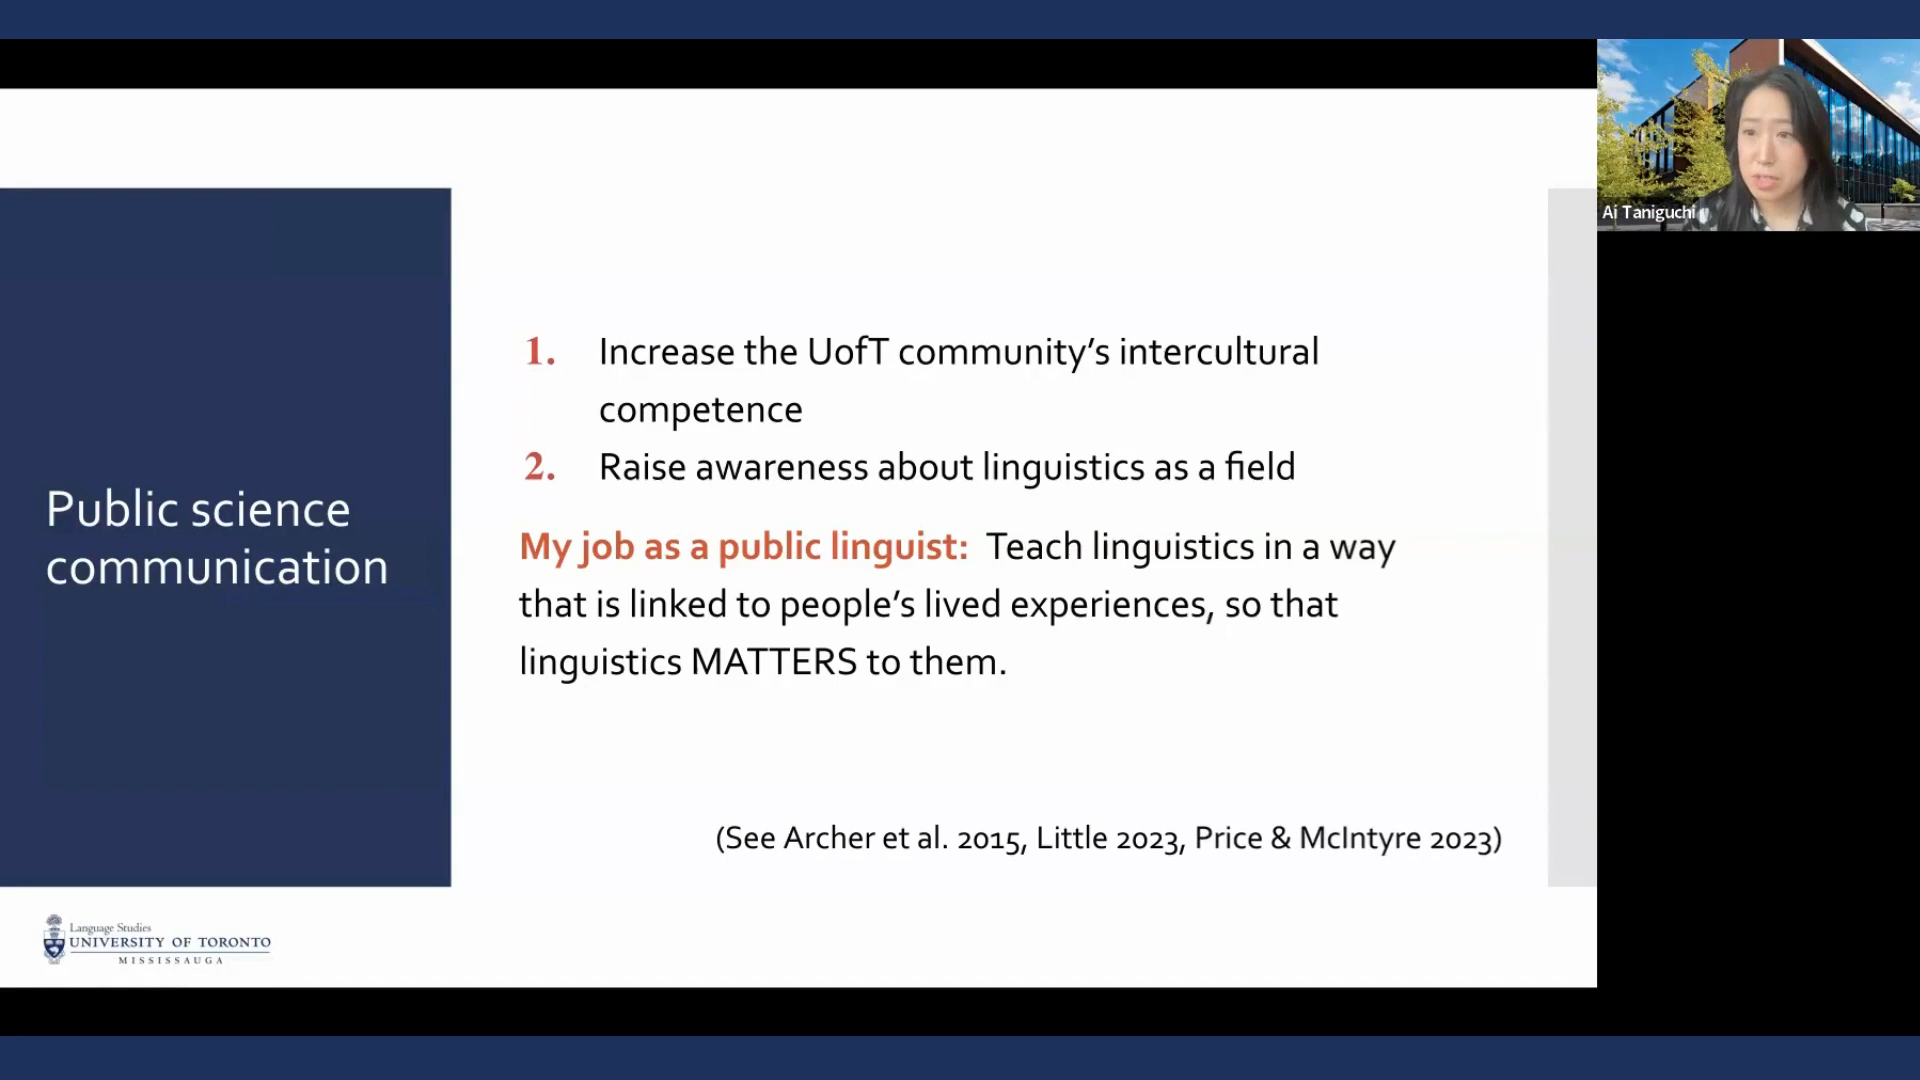 Ai Taniguchi
Public science
communication
1. Increase the UofT community’s intercultural
competence
2. Raise awareness about linguistics as a field
My job as a public linguist: Teach linguistics in a way
that is linked to people’s lived experiences, so that
linguistics MATTERS to them.
(See Archer et al. 2015, Little 2023, Price & McIntyre 2023)
Language Studies
UNIVERSITY OF TORONTO
MISSISSAUGA